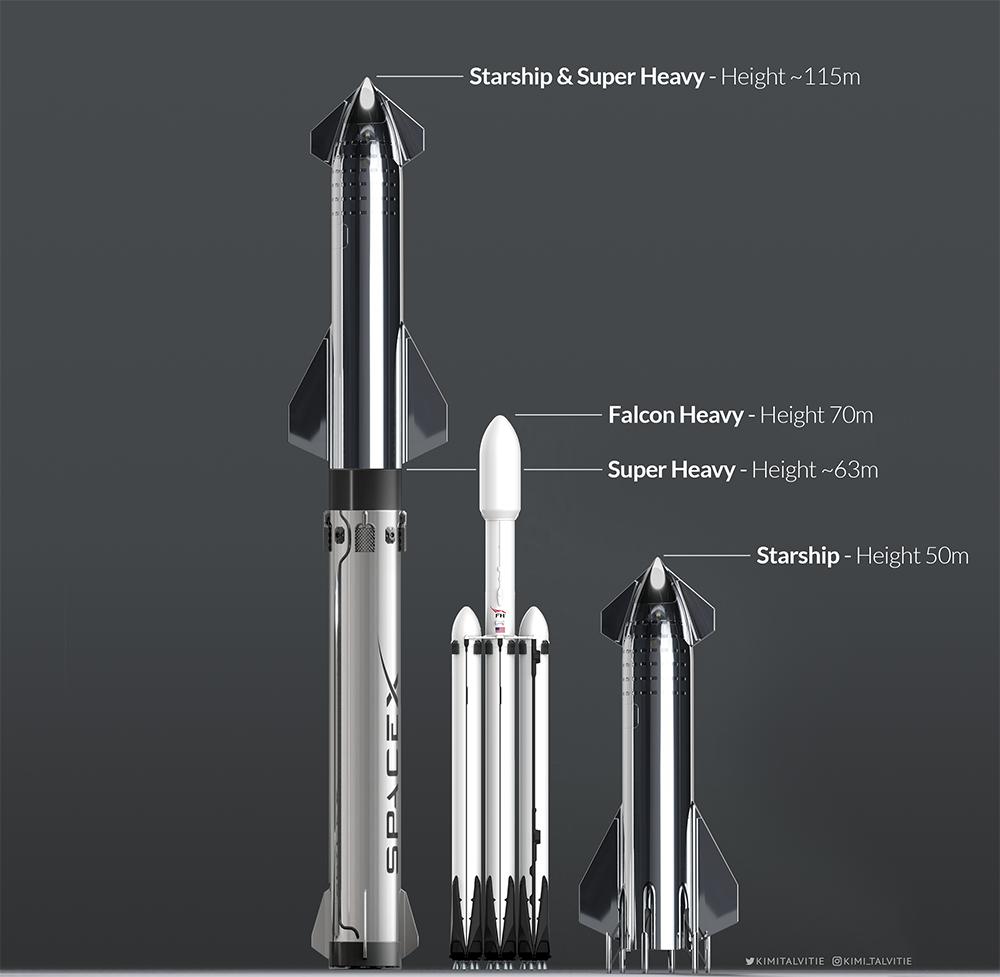 Starship & Super Heavy - Height ~115m
Falcon Heavy - Height 70m
Super Heavy - Height ~63m
Starship - Height 50m
FH
SPACEX
KIMITALVITIE KIMI_TALVITIE